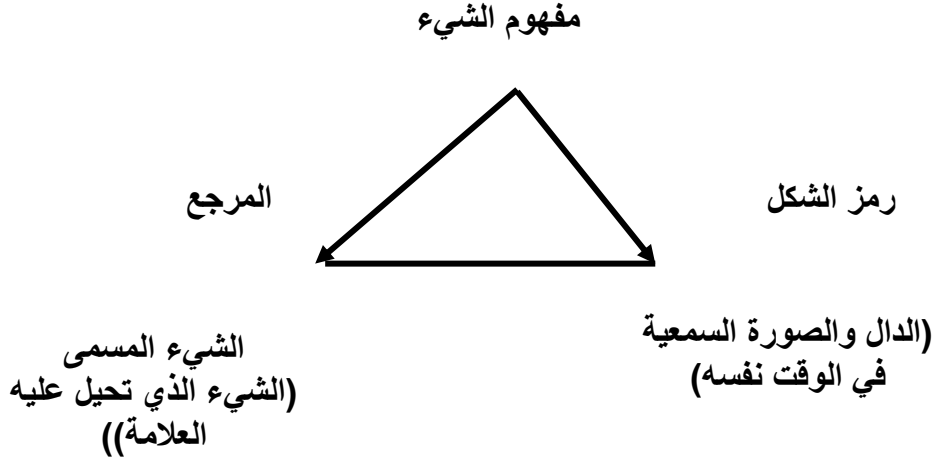 مفهوم الشيء
رمز الشكل
المرجع
(الدال والصورة السمعية
في الوقت نفسه)
الشيء المسمى
(الشيء الذي تحيل عليه
العلامة))